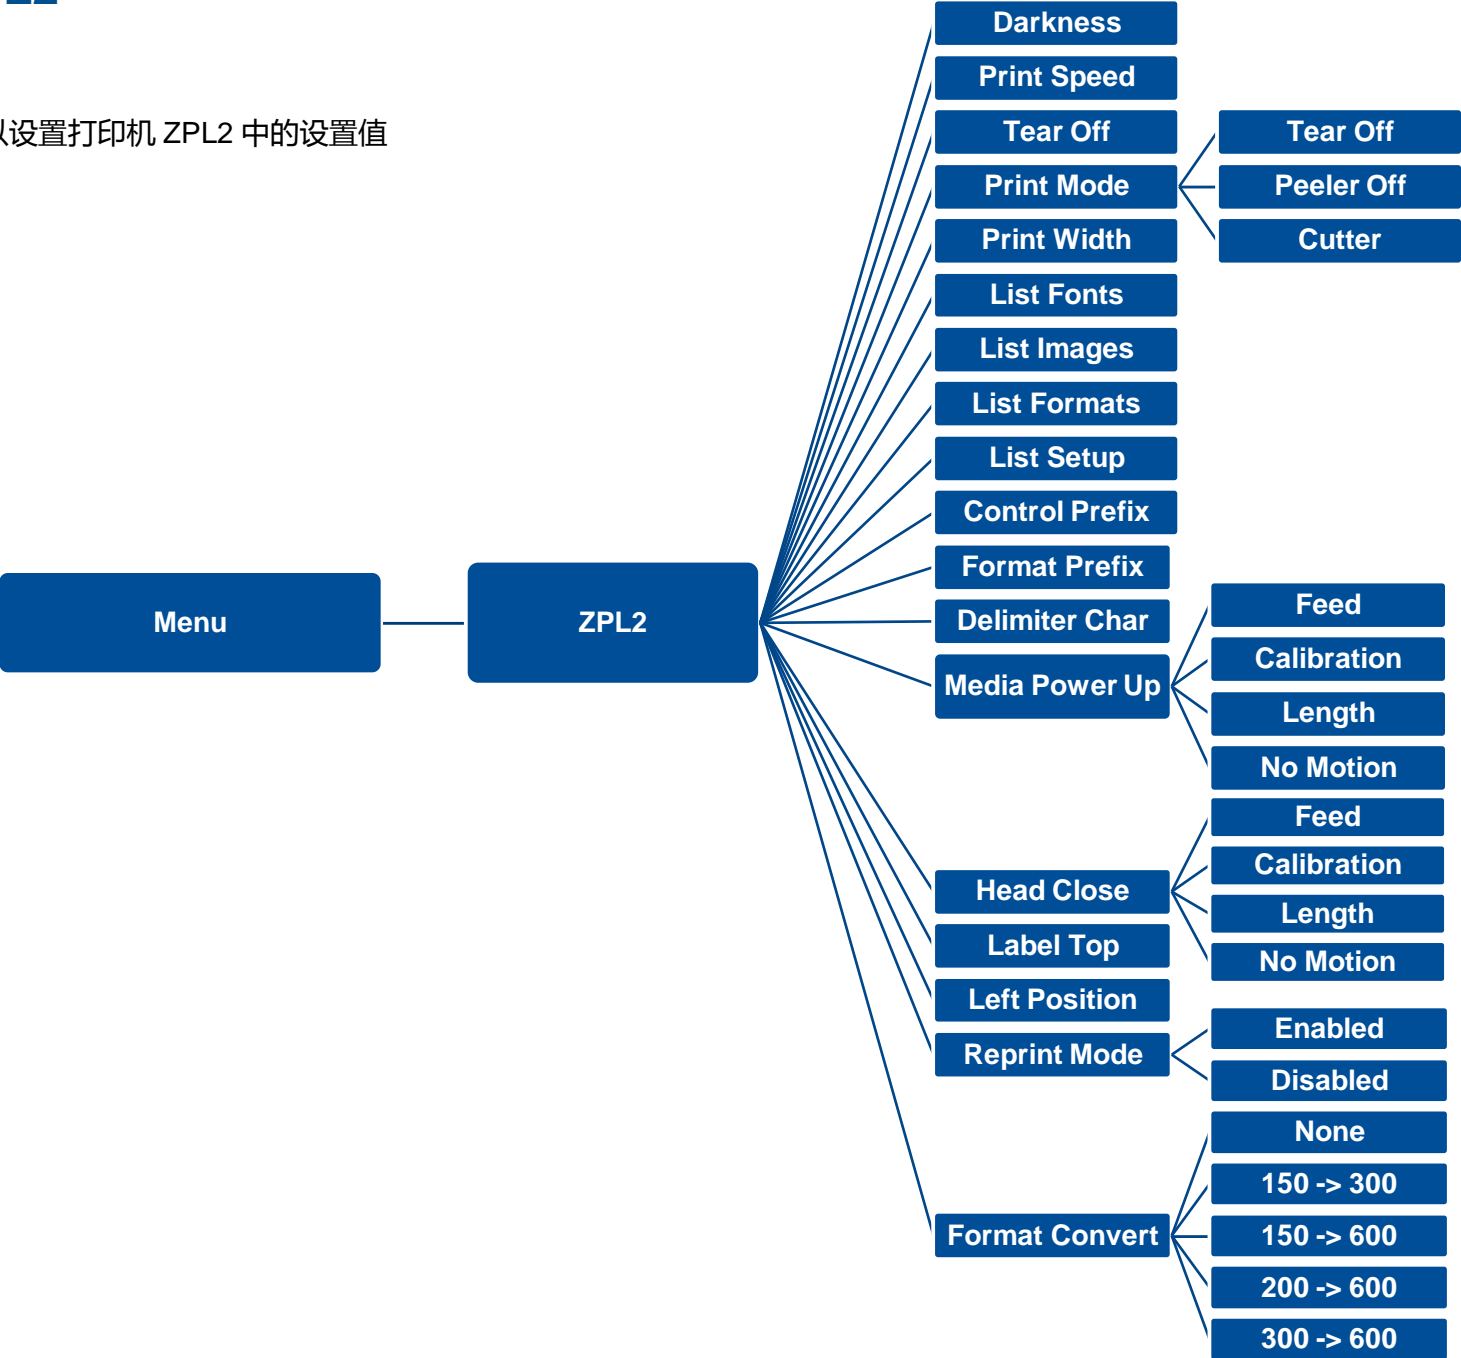 以设置打印机 ZPL2 中的设置值
Menu
ZPL2
Darkness
Print Speed
Tear Off
Print Mode
Tear Off
Peeler Off
Cutter
Print Width
List Fonts
List Images
List Formats
List Setup
Control Prefix
Format Prefix
Delimiter Char
Media Power Up
Feed
Calibration
Length
No Motion
Head Close
Feed
Calibration
Length
No Motion
Label Top
Left Position
Reprint Mode
Enabled
Disabled
Format Convert
None
150 -> 300
150 -> 600
200 -> 600
300 -> 600